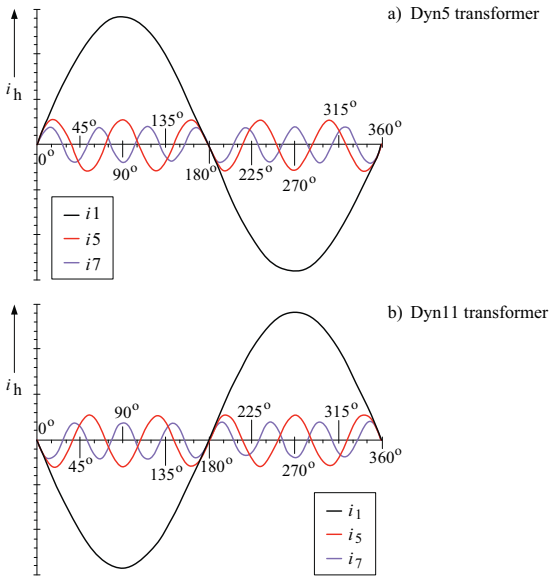 a) Dyn5 transformer
i h
45°
135°
315°
0°
90°
180°
225°
270°
360°
i1
i5
i7
b) Dyn11 transformer
i h
0°
90°
225°
315°
45°
135°
180°
270°
360°
i1
i5
i7